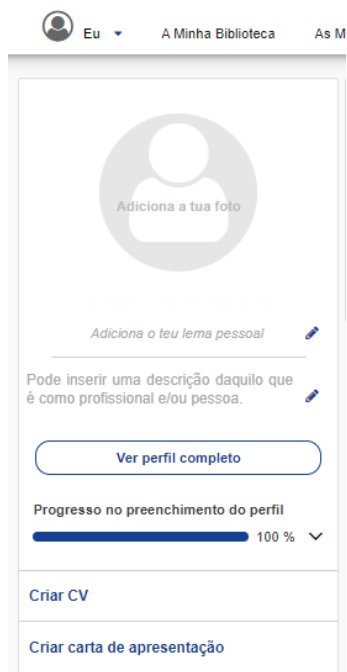 Eu A Minha Biblioteca As M
Adiciona a tua foto
Adiciona o teu lema pessoal
Pode inserir uma descrição daquilo que
é como profissional e/ou pessoa.
Ver perfil completo
Progresso no preenchimento do perfil
100 %
Criar CV
Criar carta de apresentação